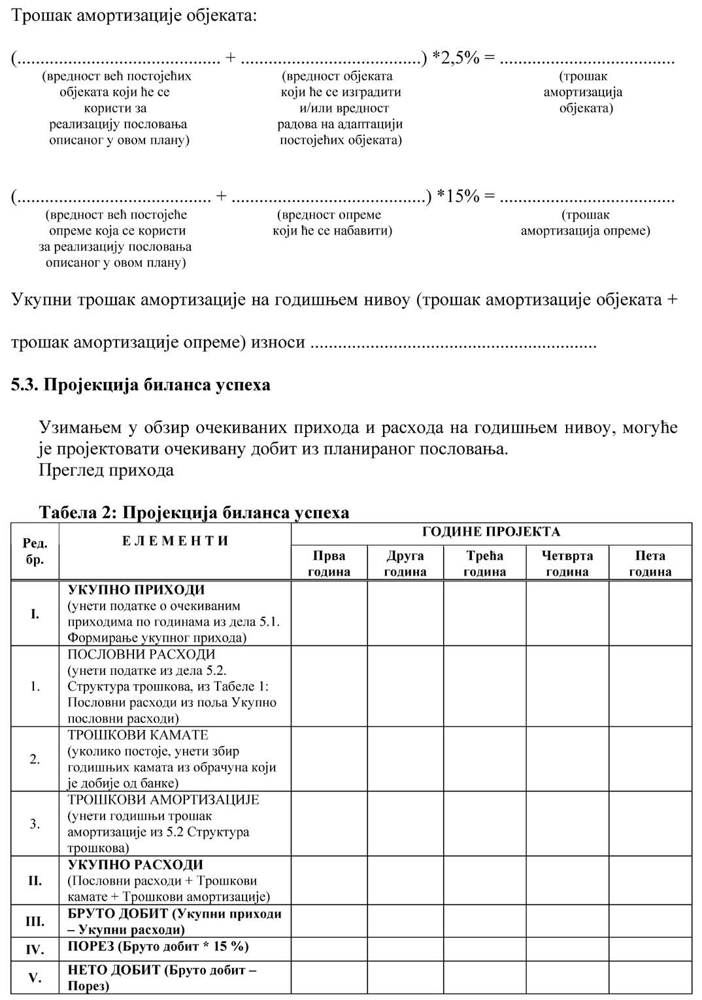 Трошак амортизације објеката:
(............................................ + .......................................) *2,5% = ......................................
(вредност већ постојећих објеката који ће се користи за реализацију пословања описаног у овом плану)
(вредност објеката који ће се изградити и/или вредност радова на адаптацији постојећих објеката)
(трошак амортизација објеката)
(.......................................... + ..........................................) *15% = ......................................
(вредност већ постојеће опреме која се користи за реализацију пословања описаног у овом плану)
(вредност опреме који ће се набавити)
(трошак амортизација опреме)
Укупни трошак амортизације на годишњем нивоу (трошак амортизације објеката +
трошак амортизације опреме) износи ..............................................................
5.3. Пројекција биланса успеха
Узимањем у обзир очекиваних прихода и расхода на годишњем нивоу, могуће
је пројектовати очекивану добит из планираног пословања.
Преглед прихода
Табела 2: Пројекција биланса успеха
Ред.
бр.
Е Л Е М Е Н Т И
ГОДИНЕ ПРОЈЕКТА
Прва
година
Друга
година
Трећа
година
Четврта
година
Пета
година
I.
УКУПНО ПРИХОДИ
(унети податке о очекиваним
приходима по годинама из дела 5.1.
Формирање укупног прихода)
1.
ПОСЛОВНИ РАСХОДИ
(унети податке из дела 5.2.
Структура трошкова, из Табеле 1:
Пословни расходи из поља Укупно
пословни расходи)
2.
ТРОШКОВИ КАМАТЕ
(уколико постоје, унети збир
годишњих камата из обрачуна који
је добије од банке)
3.
ТРОШКОВИ АМОРТИЗАЦИЈЕ
(унети годишњи трошак
амортизације из 5.2 Структура
трошкова)
II.
УКУПНО РАСХОДИ
(Пословни расходи + Трошкови
камате + Трошкови амортизације)
III.
БРУТО ДОБИТ (Укупни приходи
– Укупни расходи)
IV.
ПОРЕЗ (Бруто добит * 15 %)
V.
НЕТО ДОБИТ (Бруто добит –
Порез)